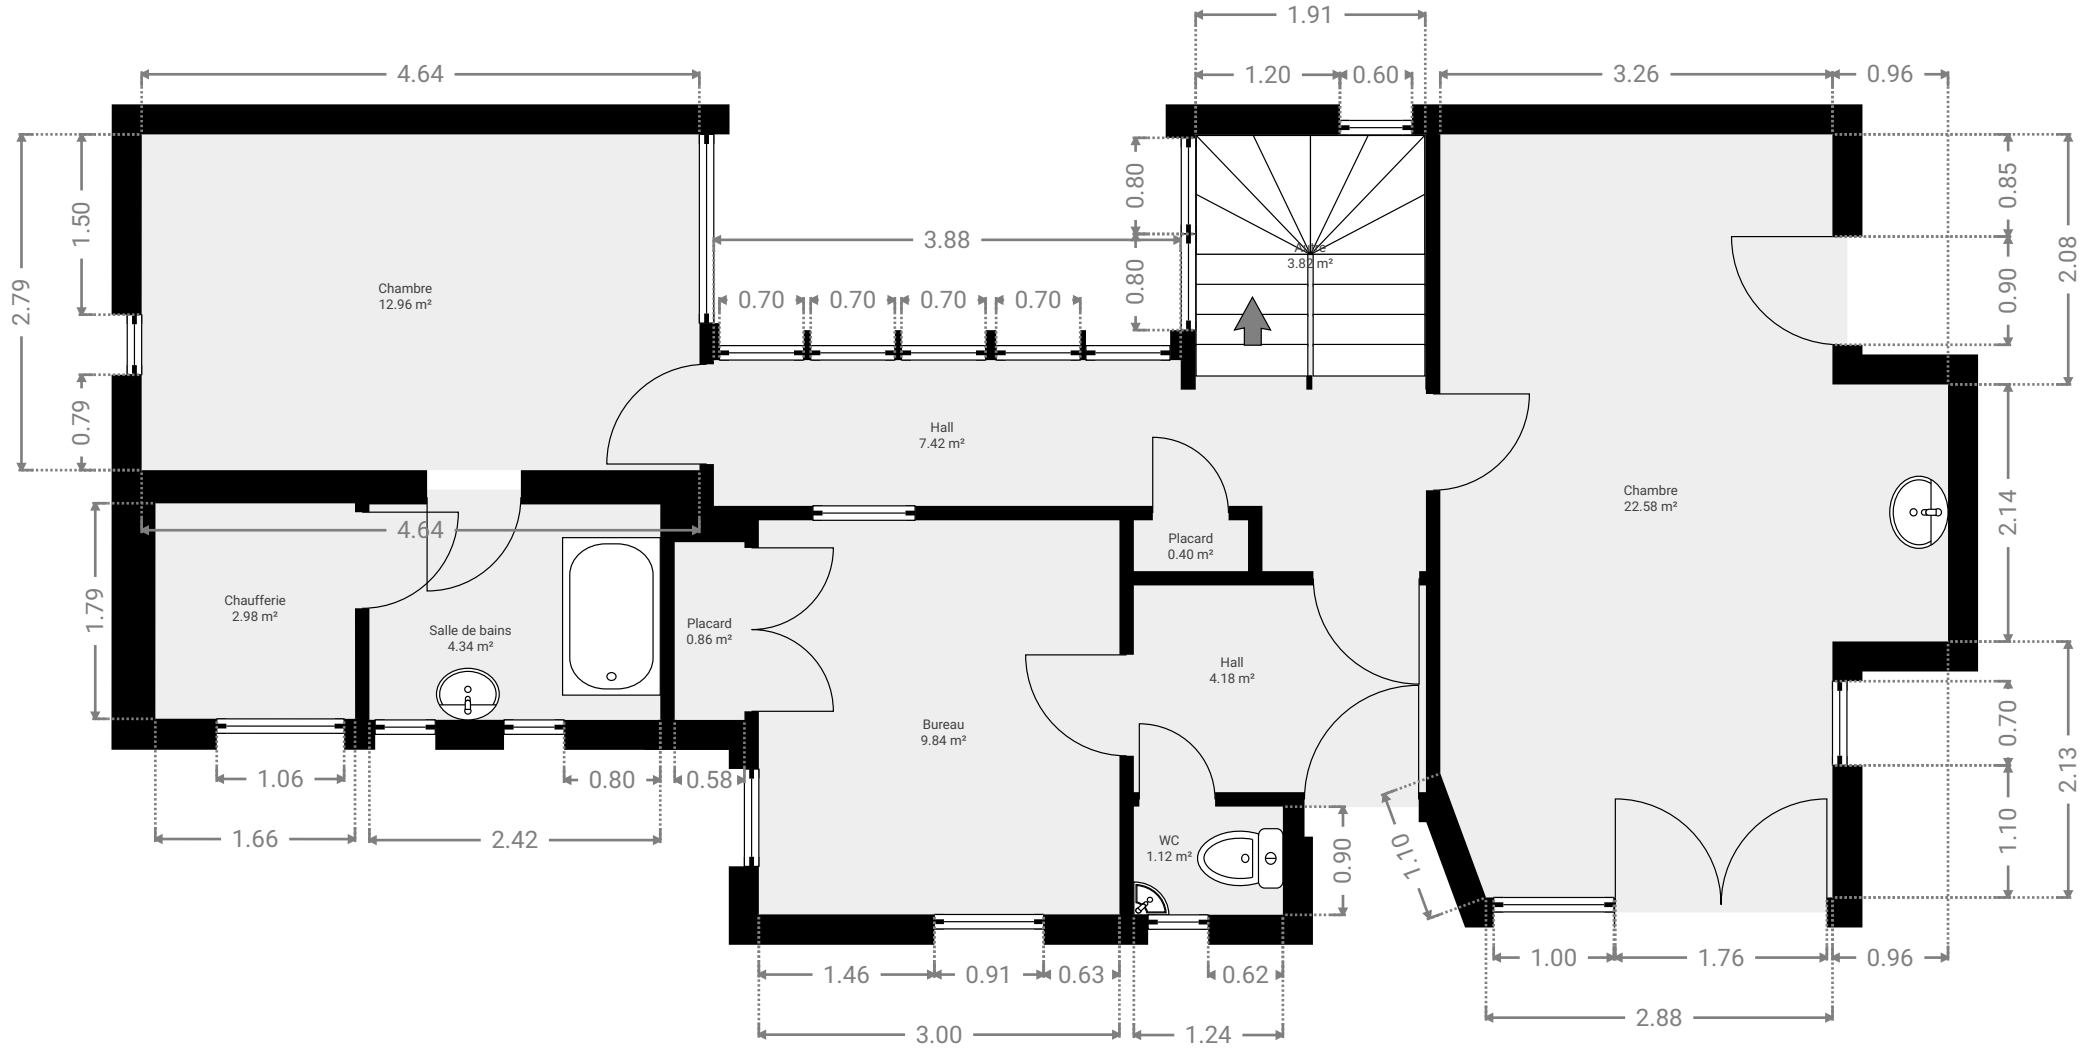 1.91
4.64
1.20
0.60
3.26
0.96
2.79
1.50
0.79
0.80
0.80
3.88
0.70
0.70
0.70
0.70
3.82 m²
0.85
0.90
2.08
Chambre
12.96 m²
Hall
7.42 m²
Chambre
22.58 m²
2.14
4.64
1.79
Chaufferie
2.98 m²
Salle de bains
4.34 m²
Placard
0.86 m²
Placard
0.40 m²
Hall
4.18 m²
Bureau
9.84 m²
0.70
2.13
1.10
1.06
0.80
0.58
1.66
2.42
WC
1.12 m²
0.90
1.10
1.46
0.91
0.63
0.62
1.00
1.76
0.96
3.00
1.24
2.88